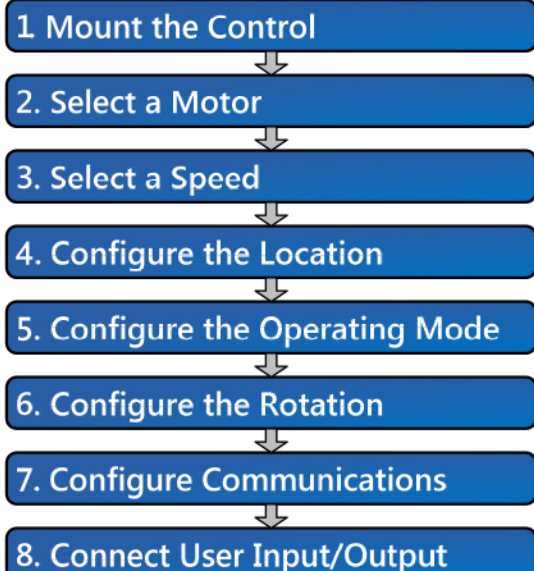 1 Mount the Control
2. Select a Motor
3. Select a Speed
4. Configure the Location
5. Configure the Operating Mode
6. Configure the Rotation
7. Configure Communications
8. Connect User Input/Output